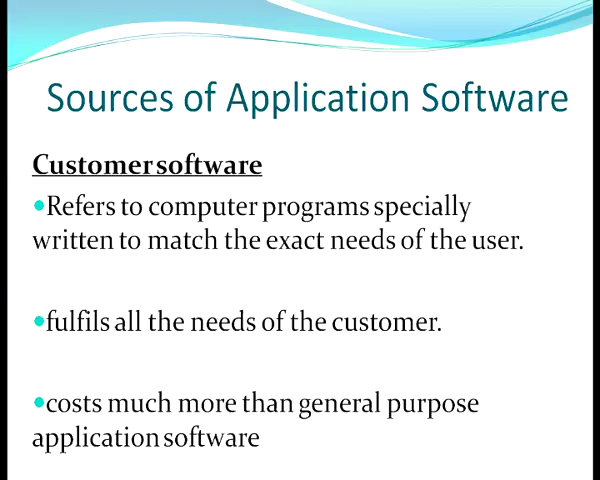 Sources of Application Software
Customer software
•Refers to computer programs specially
written to match the exact needs of the user.
•fulfils all the needs of the customer.
•costs much more than general purpose
application software